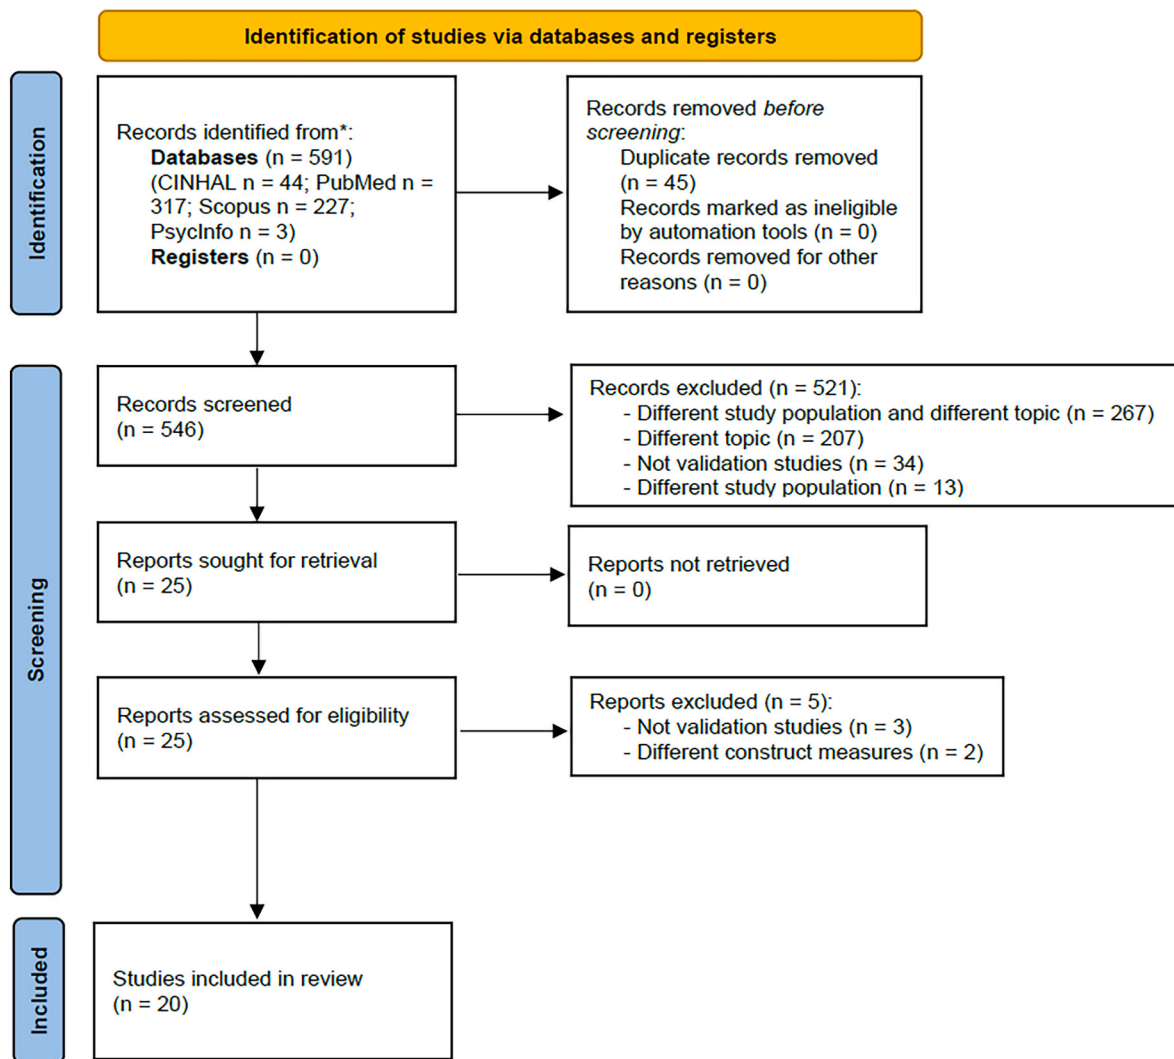 Identification of studies via databases and registers
Identification
Records identified from*:
Databases (n = 591)
(CINHAL n = 44; PubMed n =
317; Scopus n = 227;
PsycInfo n = 3)
Registers (n = 0)
Records removed before
screening:
Duplicate records removed
(n = 45)
Records marked as ineligible
by automation tools (n = 0)
Records removed for other
reasons (n = 0)
Screening
Records screened
(n = 546)
Records excluded (n = 521):
- Different study population and different topic (n = 267)
- Different topic (n = 207)
- Not validation studies (n = 34)
- Different study population (n = 13)
Reports sought for retrieval
(n = 25)
Reports not retrieved
(n = 0)
Reports assessed for eligibility
(n = 25)
Reports excluded (n = 5):
- Not validation studies (n = 3)
- Different construct measures (n = 2)
Included
Studies included in review
(n = 20)